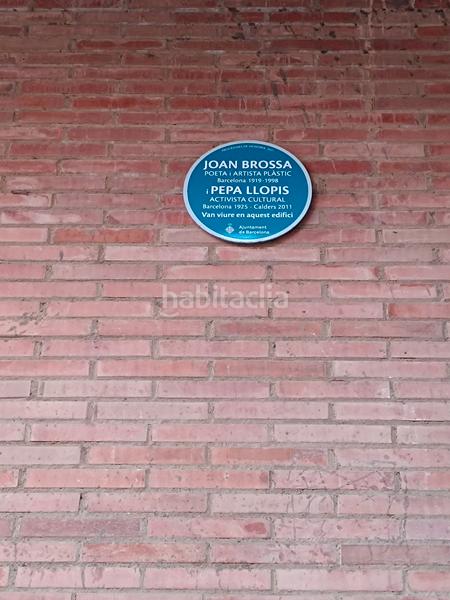 JOAN BROSSA
POETA i ARTISTA PLÀSTIC
Barcelona 1919-1998
i PEPA LLOPIS
ACTIVISTA CULTURAL
Barcelona 1925 - Calders 2011
Van viure en aquest edifici
Ajuntament
de Barcelona
habitaclia